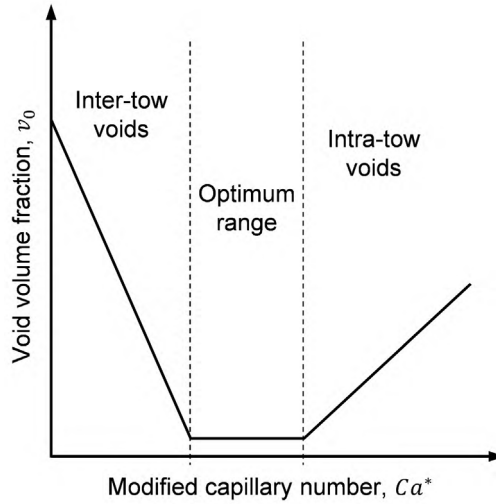 Void volume fraction, v₀
Inter-tow
voids
Optimum
range
Intra-tow
voids
Modified capillary number, Ca*